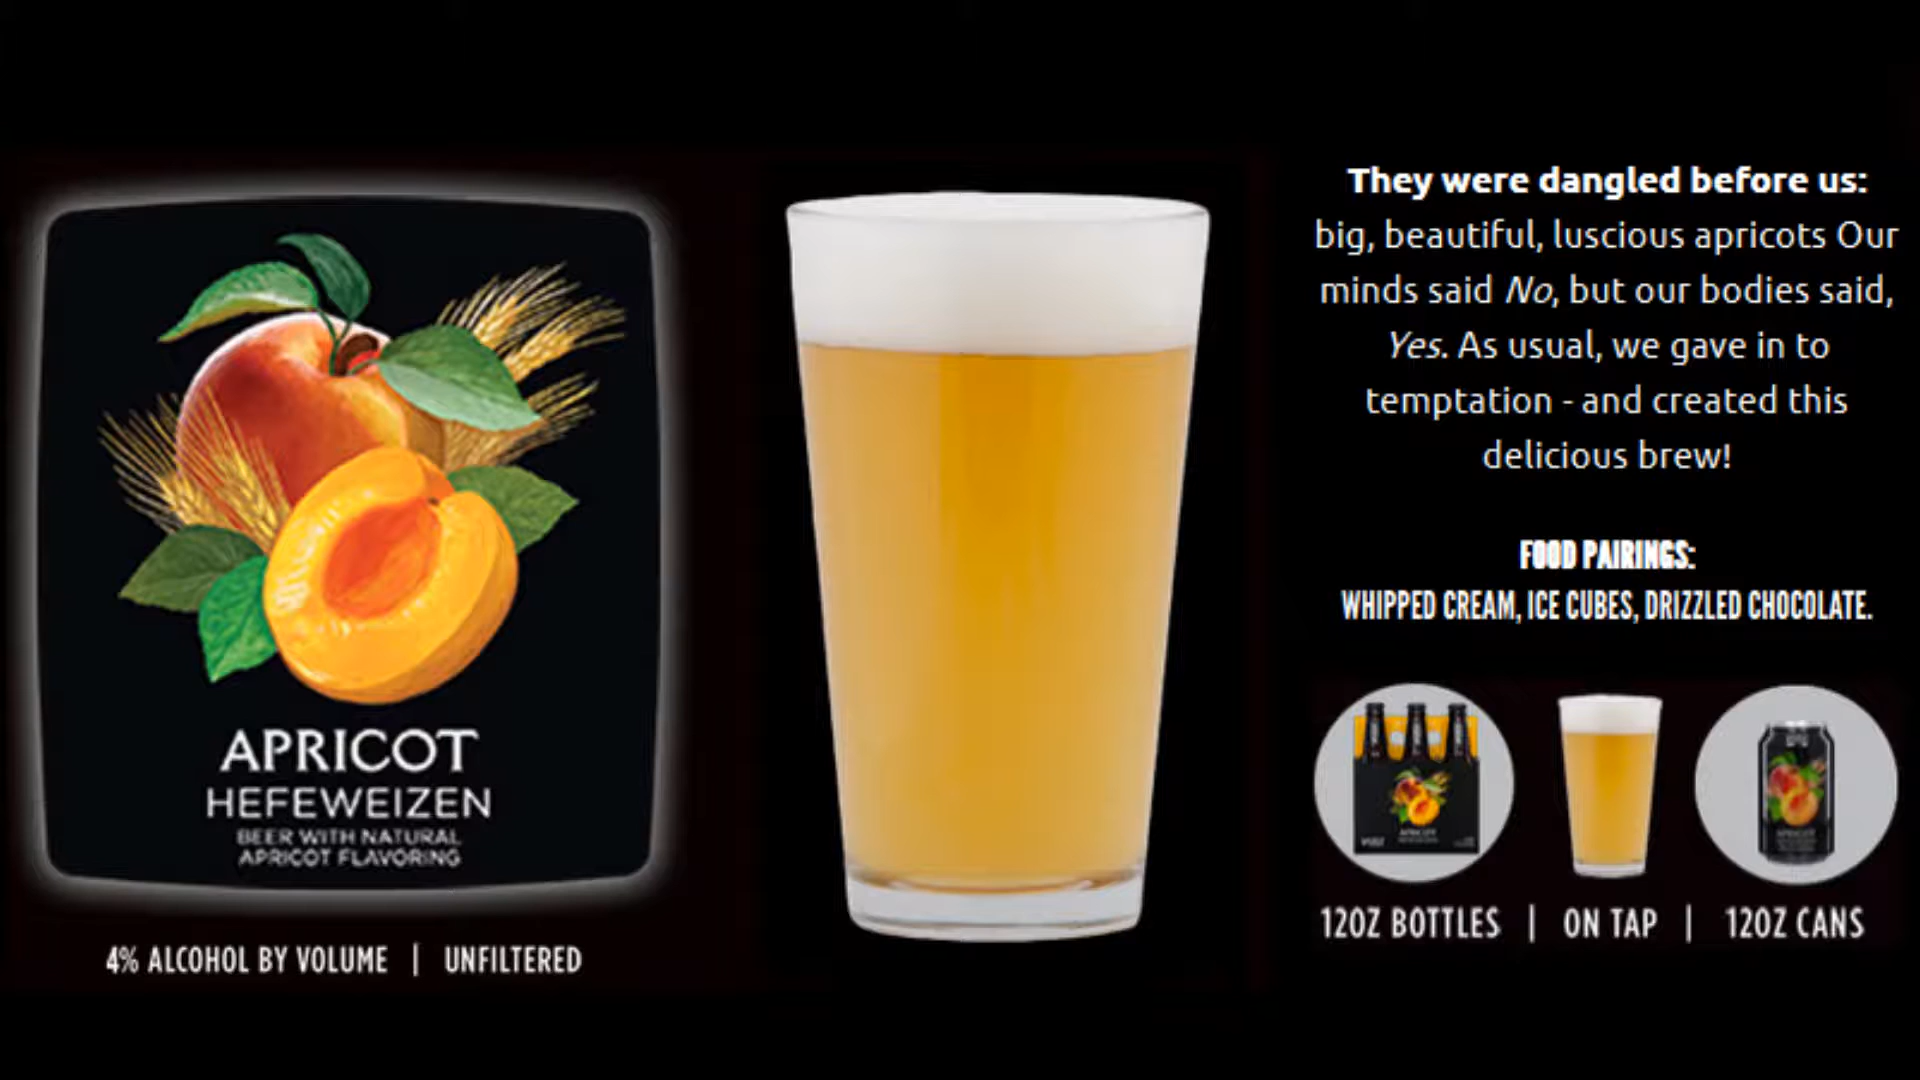 APRICOT
HEFEWEIZEN
BEER WITH NATURAL
APRICOT FLAVORING
4% ALCOHOL BY VOLUME | UNFILTERED
They were dangled before us:
big, beautiful, luscious apricots Our
minds said No, but our bodies said,
Yes. As usual, we gave in to
temptation - and created this
delicious brew!
FOOD PAIRINGS:
WHIPPED CREAM, ICE CUBES, DRIZZLED CHOCOLATE.
APRICOT
APRICOT
12OZ BOTTLES | ON TAP | 12OZ CANS